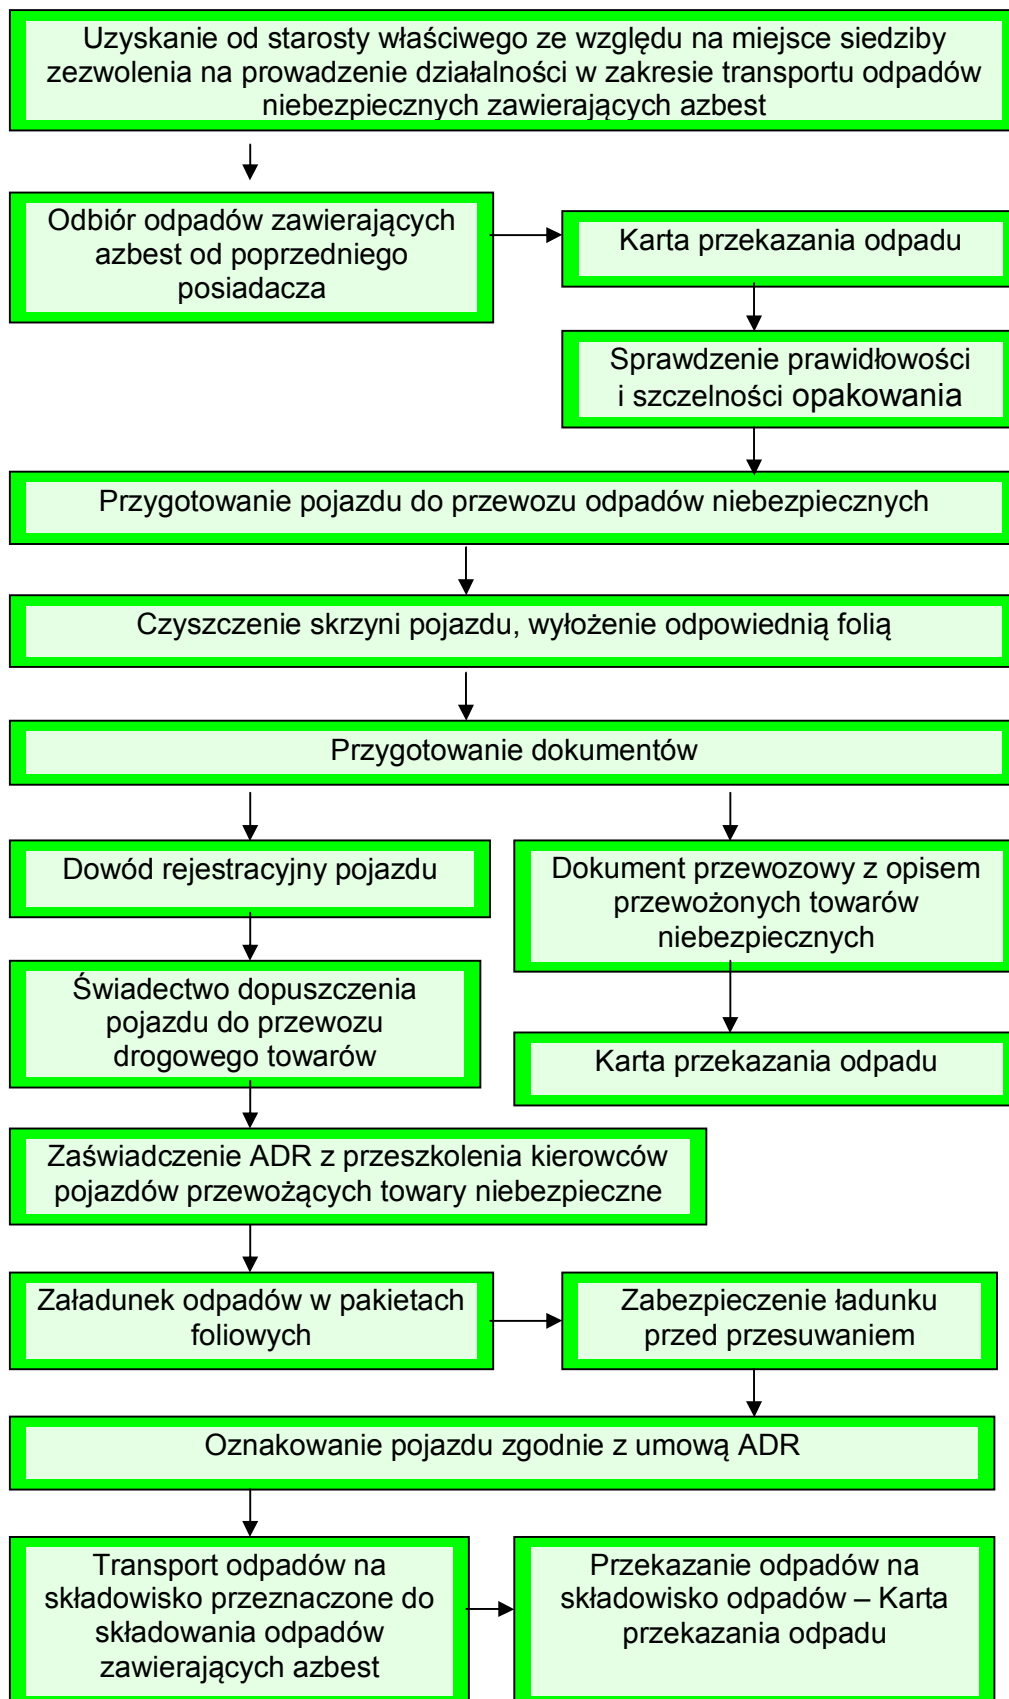 Uzyskanie od starosty właściwego ze względu na miejsce siedziby
zezwolenia na prowadzenie działalności w zakresie transportu odpadów
niebezpiecznych zawierających azbest
Odbiór odpadów zawierających
azbest od poprzedniego
posiadacza
Karta przekazania odpadu
Sprawdzenie prawidłowości
i szczelności opakowania
Przygotowanie pojazdu do przewozu odpadów niebezpiecznych
Czyszczenie skrzyni pojazdu, wyłożenie odpowiednią folią
Przygotowanie dokumentów
Dowód rejestracyjny pojazdu
Świadectwo dopuszczenia
pojazdu do przewozu
drogowego towarów
Dokument przewozowy z opisem
przewożonych towarów
niebezpiecznych
Karta przekazania odpadu
Zaświadczenie ADR z przeszkolenia kierowców
pojazdów przewożących towary niebezpieczne
Załadunek odpadów w pakietach
foliowych
Zabezpieczenie ładunku
przed przesuwaniem
Oznakowanie pojazdu zgodnie z umową ADR
Transport odpadów na
składowisko przeznaczone do
składowania odpadów
zawierających azbest
Przekazanie odpadów na
składowisko odpadów – Karta
przekazania odpadu